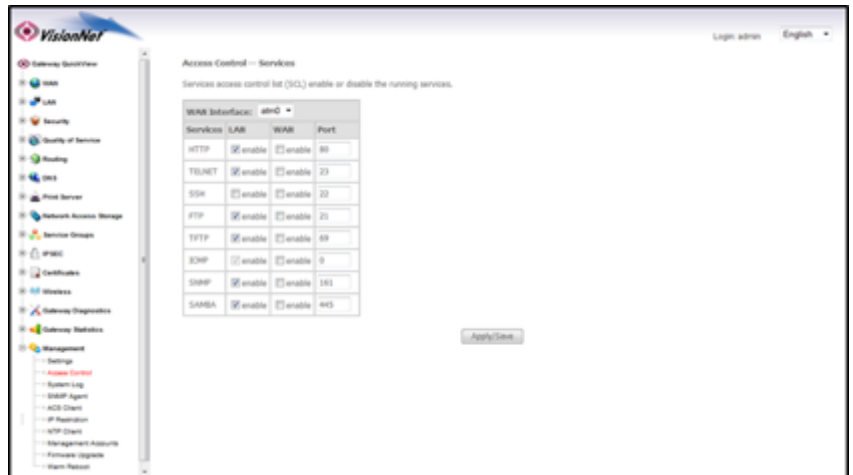 VisionNet
Login: admin
English
Gateway QuickView
WAN
LAN
Security
Quality of Service
Routing
DNS
Print Server
Network Access Storage
Service Groups
IPSEC
Certificates
Wireless
Gateway Diagnostics
Gateway Statistics
Management
Settings
Access Control
System Log
SNMP Agent
ACS Client
IP Restriction
NTP Client
Management Accounts
Firmware Upgrade
Warm Reboot
Access Control -- Services
Services access control list (SCL) enable or disable the running services.
WAN Interface: atm0
Services LAN WAN Port
HTTP enable enable 80
TELNET enable enable 23
SSH enable enable 22
FTP enable enable 21
TFTP enable enable 69
ICMP enable enable 0
SNMP enable enable 161
SAMBA enable enable 445
Apply/Save